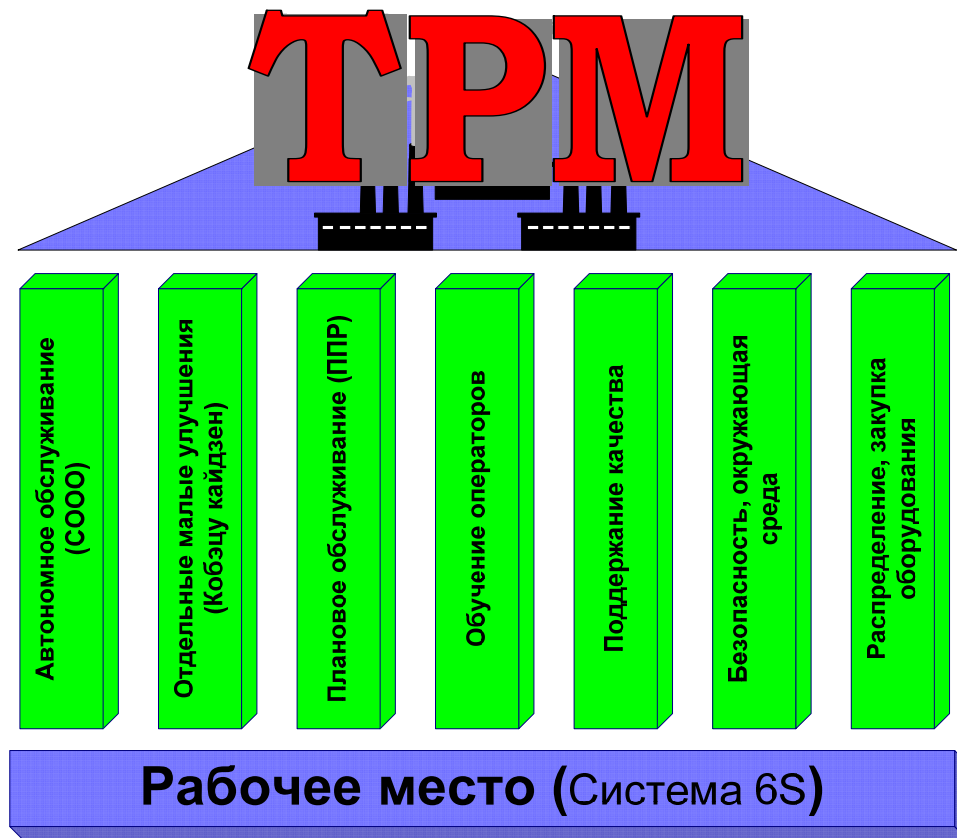 TPM
Автономное обслуживание
(СООО)
Отдельные малые улучшения
(Кобэцу кайдзен)
Плановое обслуживание (ППР)
Обучение операторов
Поддержание качества
Безопасность, окружающая
среда
Распределение, закупка
оборудования
Рабочее место (Система 6S)